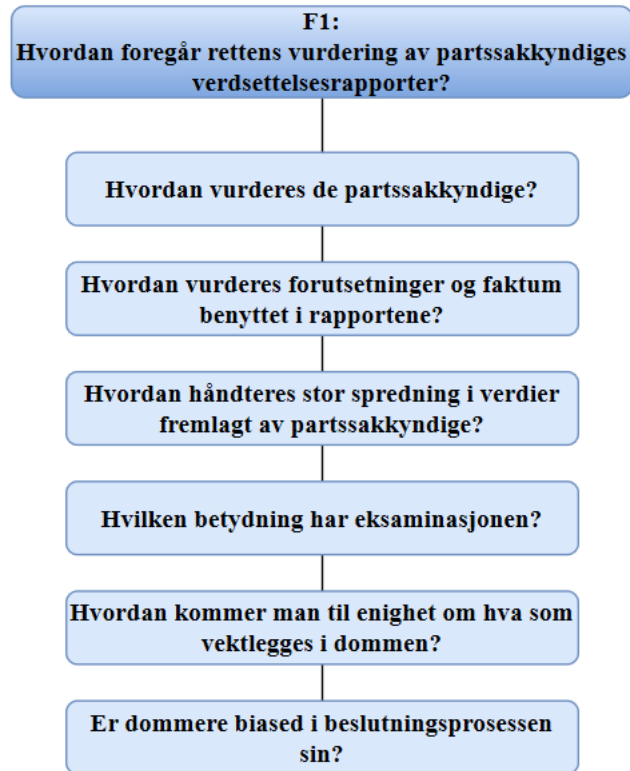 F1:
Hvordan foregår rettens vurdering av partssakkyndiges
verdsettelsesrapporter?
Hvordan vurderes de partssakkyndige?
Hvordan vurderes forutsetninger og faktum
benyttet i rapportene?
Hvordan håndteres stor spredning i verdier
fremlagt av partssakkyndige?
Hvilken betydning har eksaminasjonen?
Hvordan kommer man til enighet om hva som
vektlegges i dommen?
Er dommere biased i beslutningsprosessen
sin?